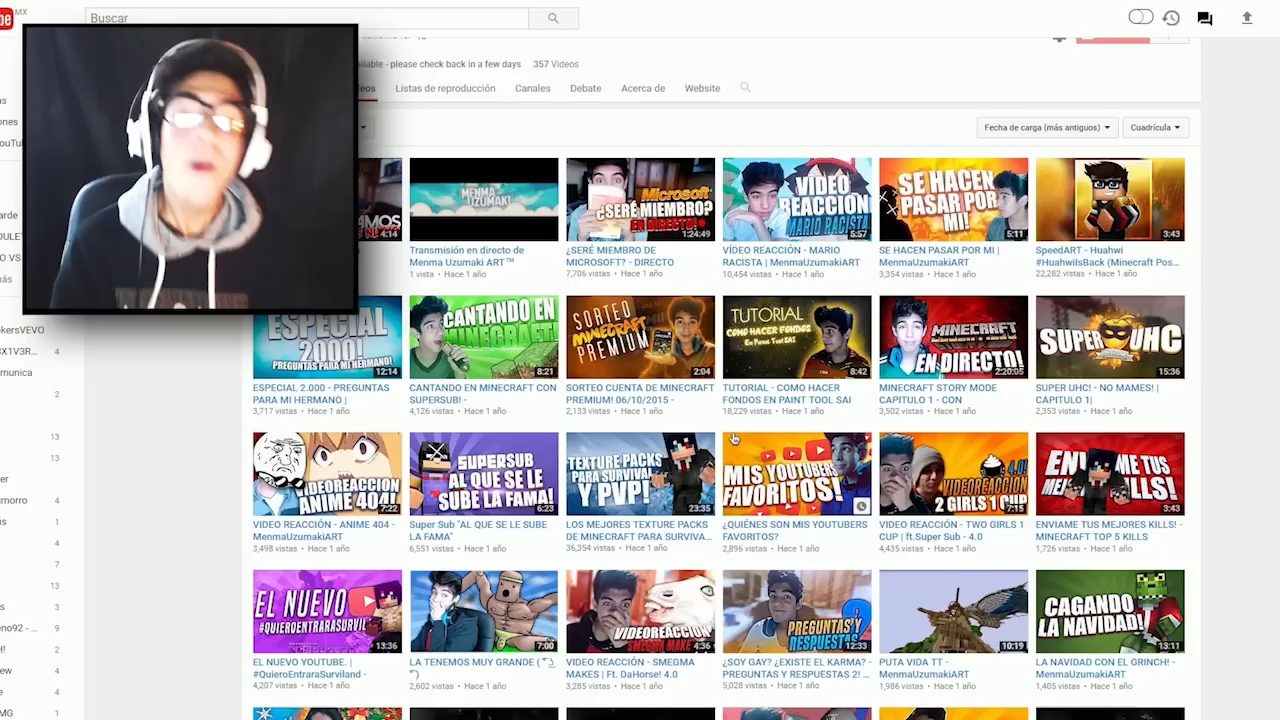 MX
Buscar
ilable - please check back in a few days 357 Videos
eos Listas de reproducción Canales Debate Acerca de Website
Fecha de carga (más antiguos) Cuadrícula
4:14
MENMA UZUMAKI
Microsoft
¿SERÉ MIEMBRO?
EN DIRECTO!
1:24:49
VÍDEO
REACCIÓN
MARIO RACISTA
5:57
SE HACEN
PASAR POR
MI!
5:11
3:43
Transmisión en directo de
Menma Uzumaki ART™
1 vista • Hace 1 año
¿SERÉ MIEMBRO DE
MICROSOFT? - DIRECTO
7,706 vistas • Hace 1 año
VÍDEO REACCIÓN - MARIO
RACISTA | MenmaUzumakiART
10,454 vistas • Hace 1 año
SE HACEN PASAR POR MI |
MenmaUzumakiART
3,354 vistas • Hace 1 año
SpeedART - Huahwi
#HuahwiIsBack (Minecraft Pos...
22,282 vistas • Hace 1 año
ESPECIAL
2000!
PREGUNTAS PARA MI HERMANO!
12:14
CANTANDO EN
MINECRAFT!
8:21
SORTEO
MINECRAFT
PREMIUM
2:04
TUTORIAL
COMO HACER FONDOS
En Paint Tool SAI
8:42
MINECRAFT
EN DIRECTO!
2:20:05
SUPER UHC
15:36
ESPECIAL 2.000 - PREGUNTAS
PARA MI HERMANO |
3,717 vistas • Hace 1 año
CANTANDO EN MINECRAFT CON
SUPERSUB! -
4,126 vistas • Hace 1 año
SORTEO CUENTA DE MINECRAFT
PREMIUM! 06/10/2015 -
2,133 vistas • Hace 1 año
TUTORIAL - COMO HACER
FONDOS EN PAINT TOOL SAI
18,229 vistas • Hace 1 año
MINECRAFT STORY MODE
CAPITULO 1 - CON
3,502 vistas • Hace 1 año
SUPER UHC! - NO MAMES! |
CAPITULO 1|
2,353 vistas • Hace 1 año
VIDEOREACCION
ANIME 404!
7:22
SUPERSUB
AL QUE SE LE
SUBE LA FAMA!
6:23
TEXTURE PACKS
PARA SURVIVAL
Y PVP!
23:35
MIS YOUTUBERS
FAVORITOS!
4.0!
VIDEOREACCION
2 GIRLS 1 CUP
7:15
3:43
VIDEO REACCIÓN - ANIME 404 -
MenmaUzumakiART
3,498 vistas • Hace 1 año
Super Sub "AL QUE SE LE SUBE
LA FAMA"
6,551 vistas • Hace 1 año
LOS MEJORES TEXTURE PACKS
DE MINECRAFT PARA SURVIVA...
36,354 vistas • Hace 1 año
¿QUIÉNES SON MIS YOUTUBERS
FAVORITOS?
2,896 vistas • Hace 1 año
VIDEO REACCIÓN - TWO GIRLS 1
CUP | ft.Super Sub - 4.0
4,435 vistas • Hace 1 año
ENVIAME TUS MEJORES KILLS! -
MINECRAFT TOP 5 KILLS
1,726 vistas • Hace 1 año
EL NUEVO
#QUIEROENTRARASURVIL
13:36
7:00
VIDEOREACCION
SMEGMA MAKE
4:36
PREGUNTAS Y
RESPUESTAS
12:33
10:19
CAGANDO
LA NAVIDAD!
13:11
EL NUEVO YOUTUBE. |
#QuieroEntraraSurviland -
4,207 vistas • Hace 1 año
LA TENEMOS MUY GRANDE ( ͡° ͜ʖ
͡°)
2,602 vistas • Hace 1 año
VIDEO REACCIÓN - SMEGMA
MAKES | Ft. DaHorse! 4.0
3,285 vistas • Hace 1 año
¿SOY GAY? ¿EXISTE EL KARMA? -
PREGUNTAS Y RESPUESTAS 2! ...
5,028 vistas • Hace 1 año
PUTA VIDA TT -
MenmaUzumakiART
1,986 vistas • Hace 1 año
LA NAVIDAD CON EL GRINCH! -
MenmaUzumakiART
1,405 vistas • Hace 1 año